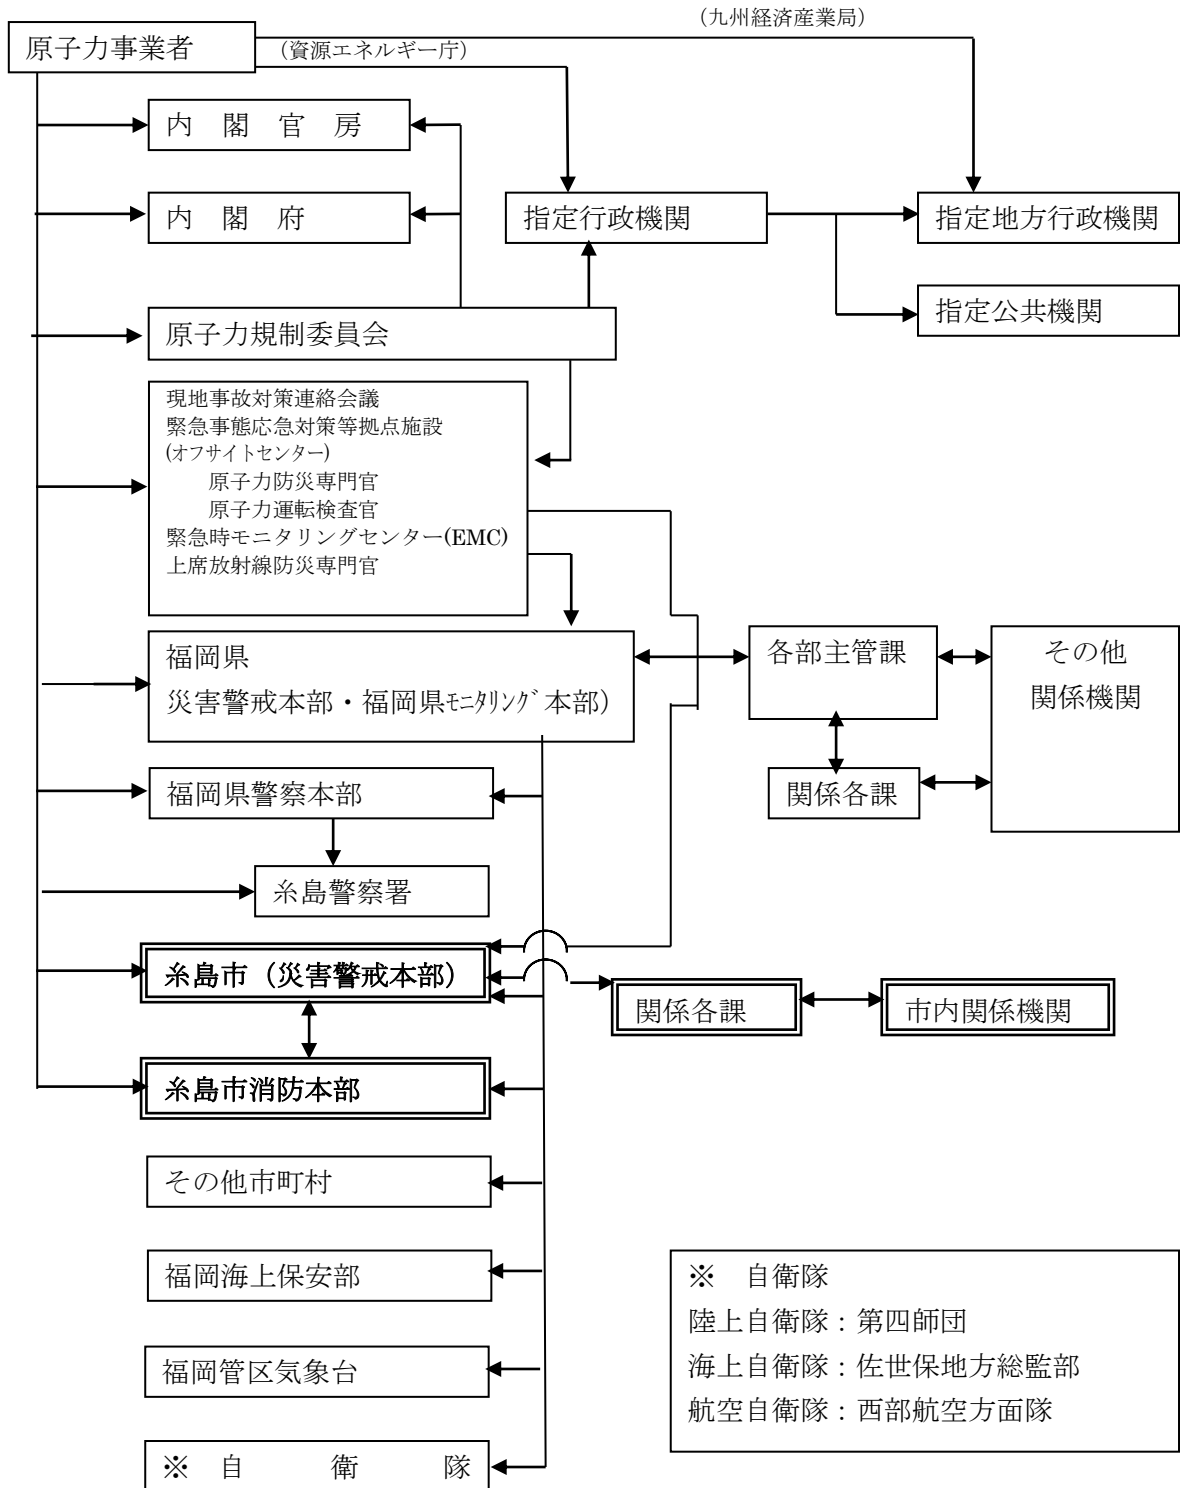 (九州経済産業局)
原子力事業者
(資源エネルギー庁)
内　閣　官　房
内　閣　府
指定行政機関
指定地方行政機関
指定公共機関
原子力規制委員会
現地事故対策連絡会議
緊急事態応急対策等拠点施設
(オフサイトセンター)
原子力防災専門官
原子力運転検査官
緊急時モニタリングセンター(EMC)
上席放射線防災専門官
福岡県
災害警戒本部・福岡県ﾓﾆﾀﾘﾝｸﾞ本部）
各部主管課
その他
関係機関
関係各課
福岡県警察本部
糸島警察署
糸島市（災害警戒本部）
関係各課
市内関係機関
糸島市消防本部
その他市町村
福岡海上保安部
福岡管区気象台
※　自　　衛　　隊
※　自衛隊
陸上自衛隊：第四師団
海上自衛隊：佐世保地方総監部
航空自衛隊：西部航空方面隊